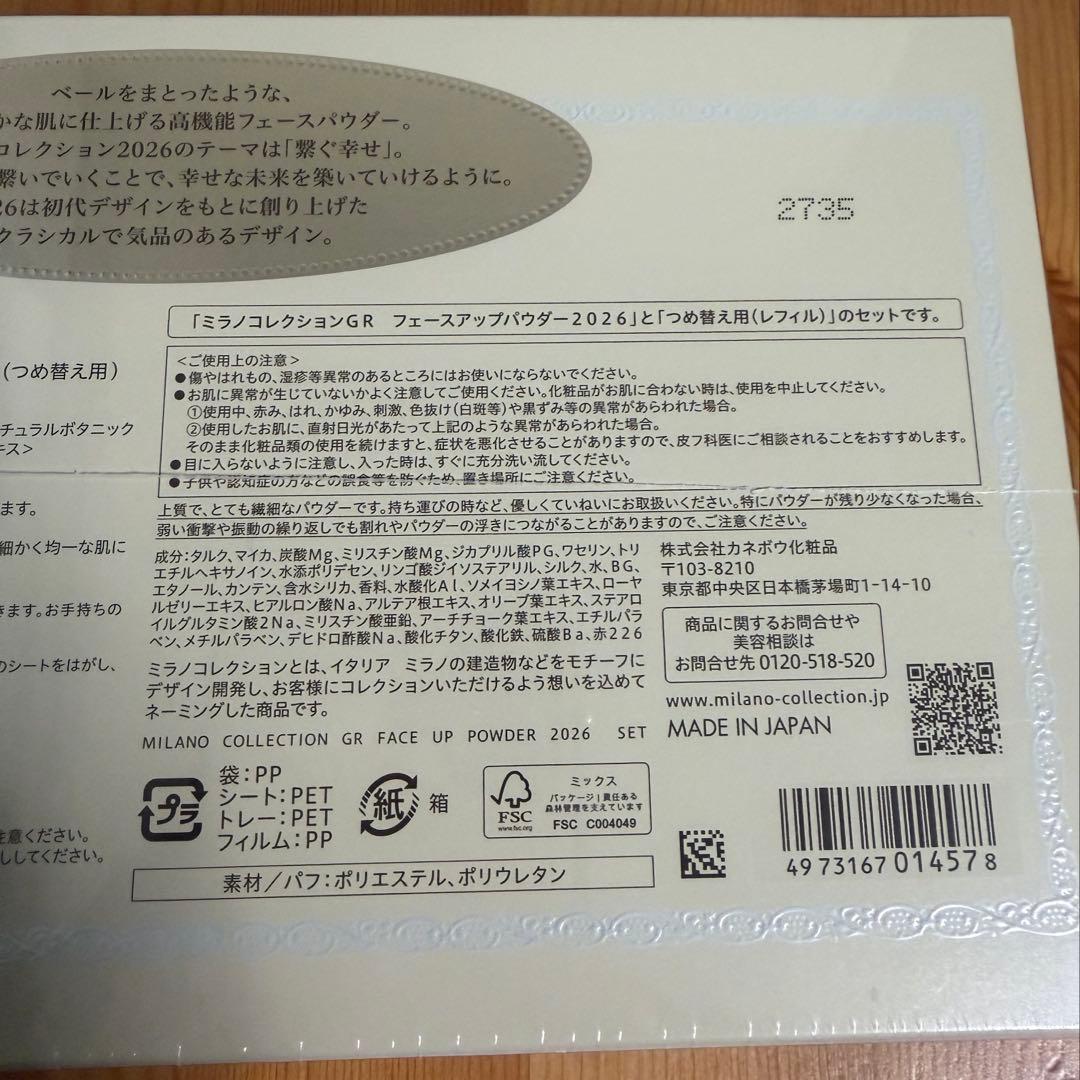 ベールをまとったような、
かな肌に仕上げる高機能フェースパウダー。
コレクション2026のテーマは「繋ぐ幸せ」。
繋いでいくことで、幸せな未来を築いていけるように。
26は初代デザインをもとに創り上げた
クラシカルで気品のあるデザイン。
2735
「ミラノコレクションGR フェースアップパウダー2026」と「つめ替え用(レフィル)」のセットです。
(つめ替え用)
チュラルボタニック
キス>
ます。
細かく均一な肌に
きます。お手持ちの
のシートをはがし、
注意ください。
ししてください。
<ご使用上の注意>
●傷やはれもの、湿疹等異常のあるところにはお使いにならないでください。
●お肌に異常が生じていないかよく注意してご使用ください。化粧品がお肌に合わない時は、使用を中止してください。
①使用中、赤み、はれ、かゆみ、刺激、色抜け(白斑等)や黒ずみ等の異常があらわれた場合。
②使用したお肌に、直射日光があたって上記のような異常があらわれた場合。
そのまま化粧品類の使用を続けますと、症状を悪化させることがありますので、皮フ科医にご相談されることをおすすめします。
●目に入らないように注意し、入った時は、すぐに充分洗い流してください。
●子供や認知症の方などの誤食等を防ぐため、置き場所にご注意ください。
上質で、とても繊細なパウダーです。持ち運びの時など、優しくていねいにお取扱いください。特にパウダーが残り少なくなった場合、
弱い衝撃や振動の繰り返しでも割れやパウダーの浮きにつながることがありますので、ご注意ください。
成分:タルク、マイカ、炭酸Mg、ミリスチン酸Mg、ジカプリル酸PG、ワセリン、トリ
エチルヘキサノイン、水添ポリデセン、リンゴ酸ジイソステアリル、シルク、水、BG、
エタノール、カンテン、含水シリカ、香料、水酸化Al、ソメイヨシノ葉エキス、ローヤ
ルゼリーエキス、ヒアルロン酸Na、アルテア根エキス、オリーブ葉エキス、ステアロ
イルグルタミン酸2Na、ミリスチン酸亜鉛、アーチチョーク葉エキス、エチルパラ
ベン、メチルパラベン、デヒドロ酢酸Na、酸化チタン、酸化鉄、硫酸Ba、赤226
ミラノコレクションとは、イタリア ミラノの建造物などをモチーフに
デザイン開発し、お客様にコレクションいただけるよう想いを込めて
ネーミングした商品です。
MILANO COLLECTION GR FACE UP POWDER 2026 SET
株式会社カネボウ化粧品
〒103-8210
東京都中央区日本橋茅場町1-14-10
商品に関するお問合せや
美容相談は
お問合せ先 0120-518-520
www.milano-collection.jp
MADE IN JAPAN
プラ
袋:PP
シート:PET
トレー:PET
フィルム:PP
紙
箱
FSC
www.fsc.org
ミックス
パッケージ|責任ある
森林管理を支えています
FSC C004049
素材/パフ:ポリエステル、ポリウレタン
4973167014578